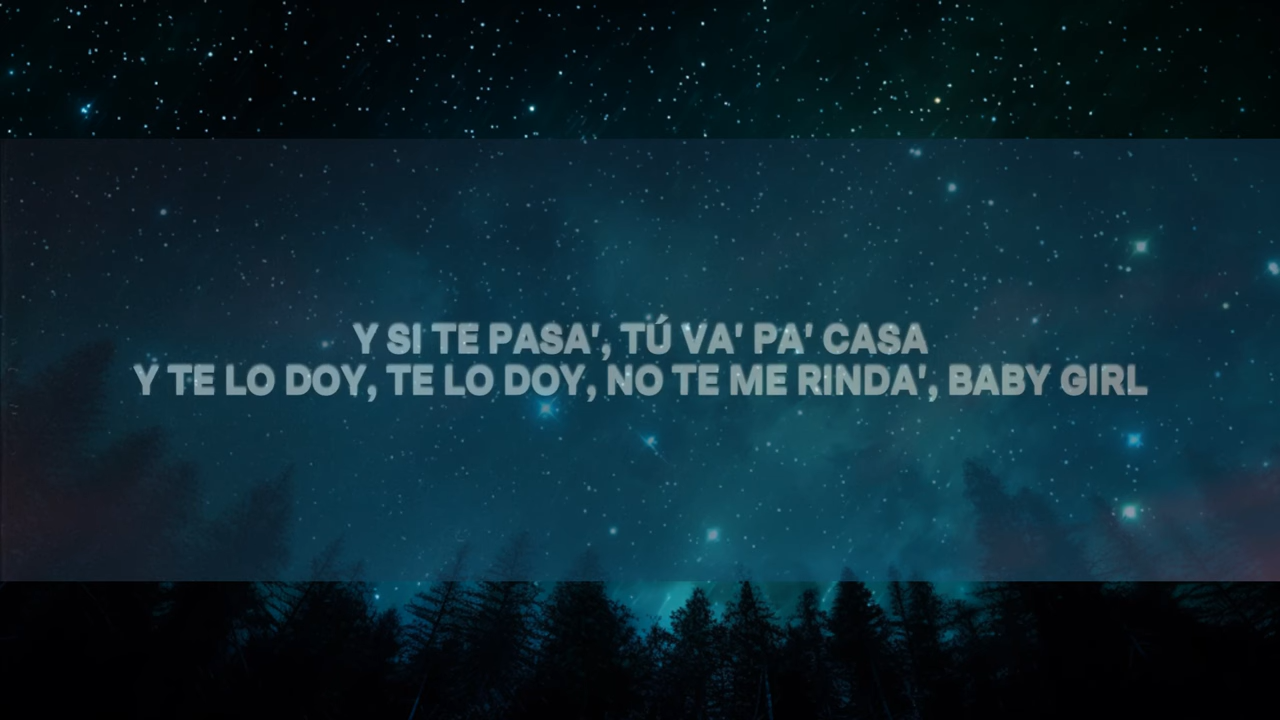 Y SI TE PASA', TÚ VA' PA' CASA
Y TE LO DOY, TE LO DOY, NO TE ME RINDA', BABY GIRL